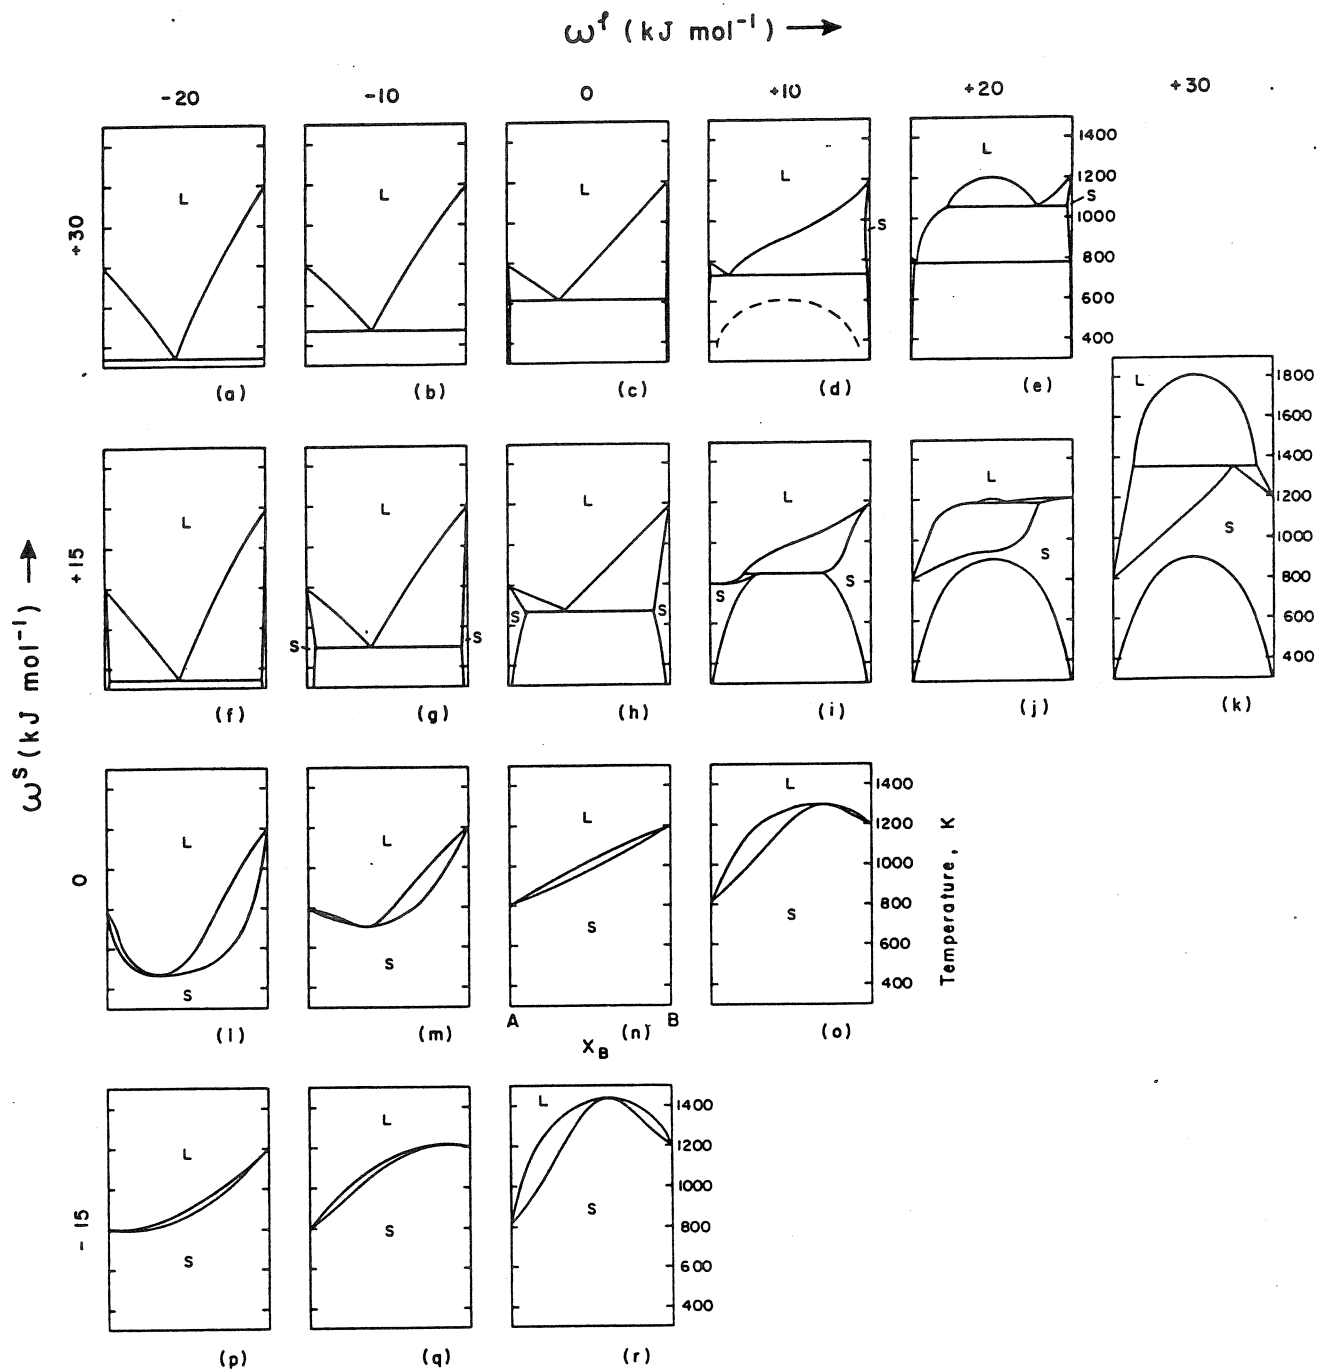 ω^ℓ (kJ mol⁻¹) →
-20 -10 0 +10 +20 +30
+30
L L L L L
S S
1400
1200
1000
800
600
400
(a) (b) (c) (d) (e)
+15
L L L L L L
S S S S S S S S
1800
1600
1400
1200
1000
800
600
400
(f) (g) (h) (i) (j) (k)
ω^s (kJ mol⁻¹) →
0
L L L L
S S S S
1400
1200
1000
800
600
400
Temperature, K
A B
X_B
(l) (m) (n) (o)
-15
L L L
S S S
1400
1200
1000
800
600
400
(p) (q) (r)